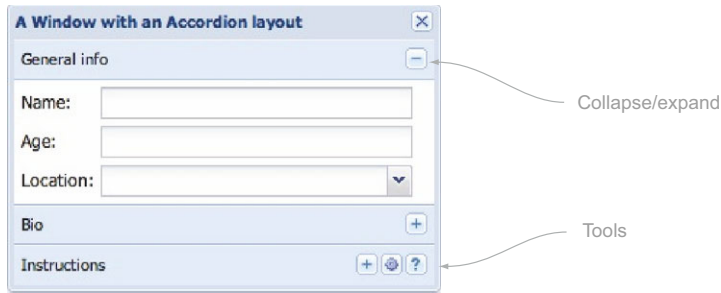 A Window with an Accordion layout
General info
Collapse/expand
Name:
Age:
Location:
Bio
Tools
Instructions